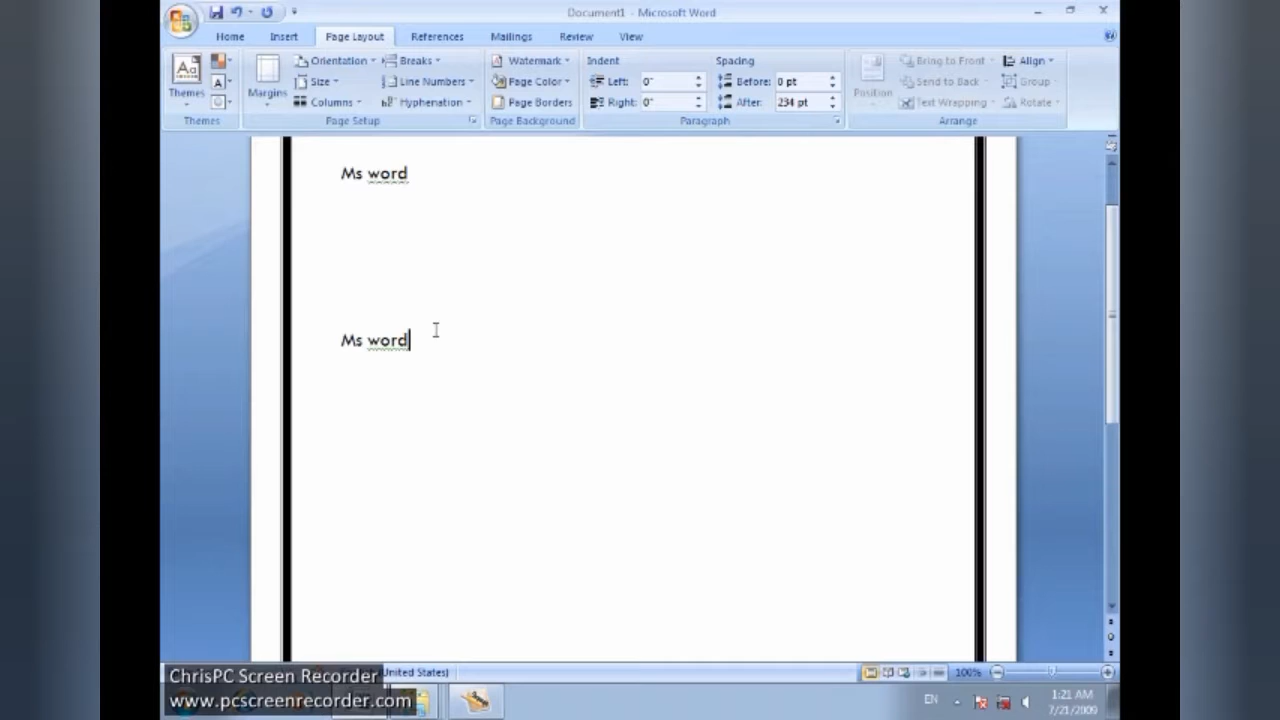 Document1 - Microsoft Word
Home Insert Page Layout References Mailings Review View
Themes
Themes
Margins
Orientation
Size
Columns
Breaks
Line Numbers
Hyphenation
Page Setup
Watermark
Page Color
Page Borders
Page Background
Indent
Left: 0"
Right: 0"
Spacing
Before: 0 pt
After: 234 pt
Paragraph
Position
Bring to Front
Send to Back
Text Wrapping
Align
Group
Rotate
Arrange
Ms word
Ms word
United States)
100%
ChrisPC Screen Recorder
www.pcscreenrecorder.com
EN
1:21 AM
7/21/2009